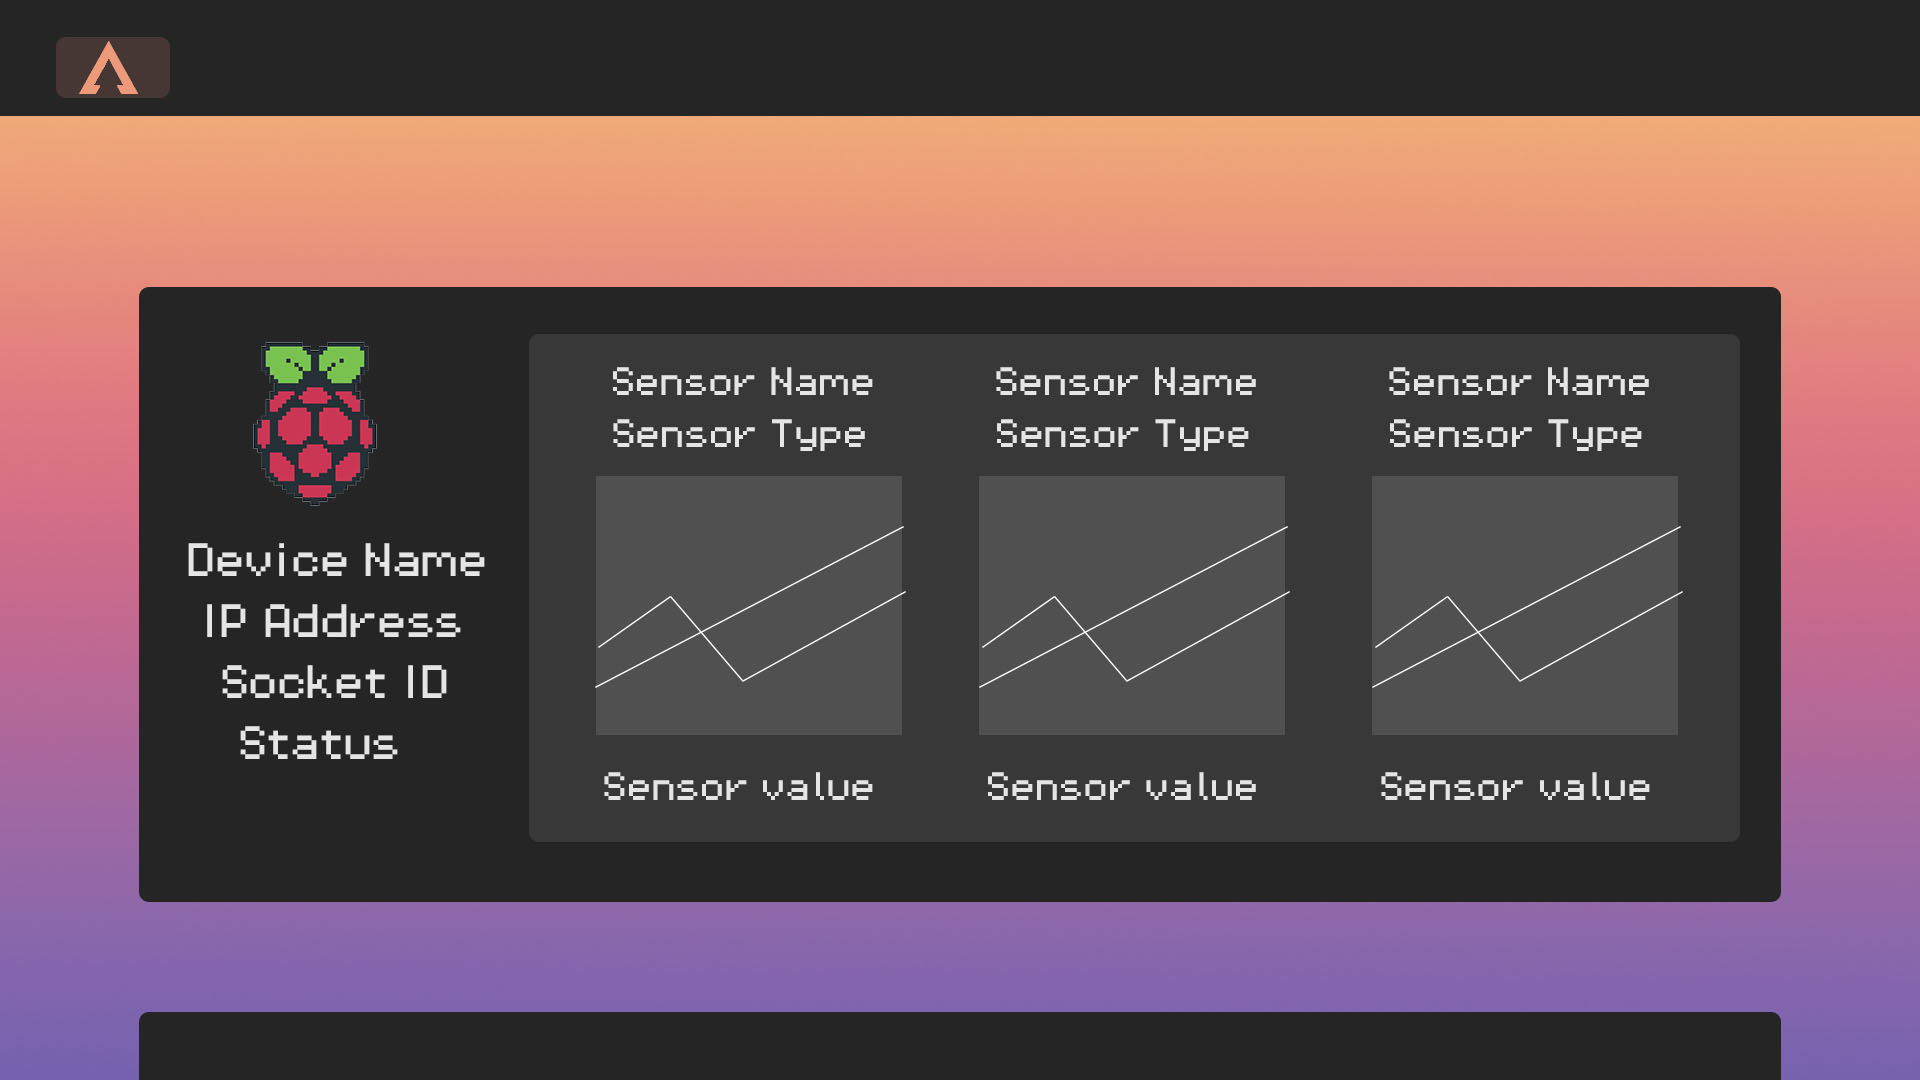 Device Name
IP Address
Socket ID
Status
Sensor Name
Sensor Type
Sensor value
Sensor Name
Sensor Type
Sensor value
Sensor Name
Sensor Type
Sensor value